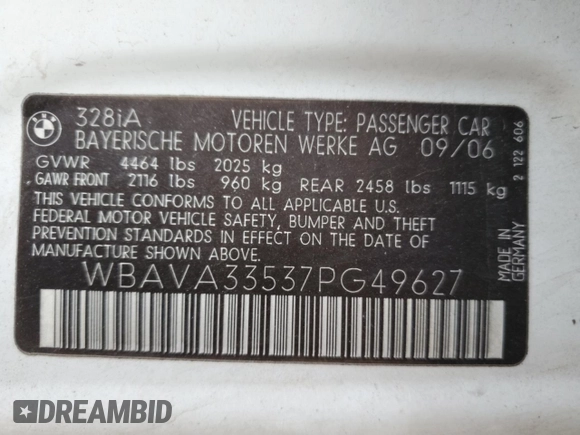 BMW
328iA VEHICLE TYPE: PASSENGER CAR
BAYERISCHE MOTOREN WERKE AG 09/06
GVWR 4464 lbs 2025 kg
GAWR FRONT 2116 lbs 960 kg REAR 2458 lbs 1115 kg
THIS VEHICLE CONFORMS TO ALL APPLICABLE U.S.
FEDERAL MOTOR VEHICLE SAFETY, BUMPER AND THEFT
PREVENTION STANDARDS IN EFFECT ON THE DATE OF
MANUFACTURE SHOWN ABOVE.
WBAVA33537PG49627
MADE IN
GERMANY
2 122 606
DREAMBID